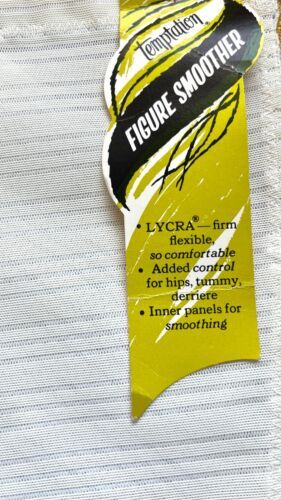 Temptation®
FIGURE SMOOTHER
• LYCRA®—firm
flexible,
so comfortable
• Added control
for hips, tummy,
derriere
• Inner panels for
smoothing